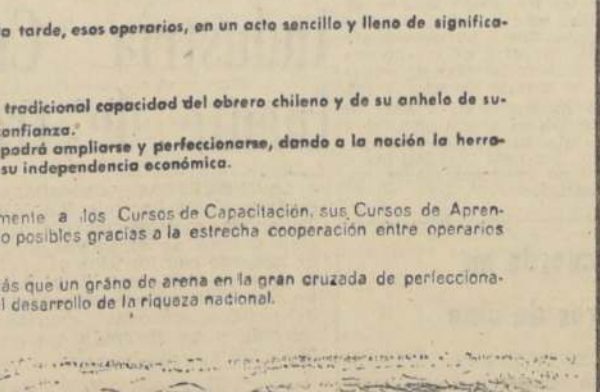 a tarde, esos operarios, en un acto sencillo y lleno de significa-
tradicional capacidad del obrero chileno y de su anhelo de su-
onfianza."
podrá ampliarse y perfeccionarse, dando a la nación la herra-
su independencia económica.
mente a los Cursos de Capacitación, sus Cursos de Apren-
o posibles gracias a la estrecha cooperación entre operarios
ás que un grano de arena en la gran cruzada de perfecciona-
l desarrollo de la riqueza nacional.